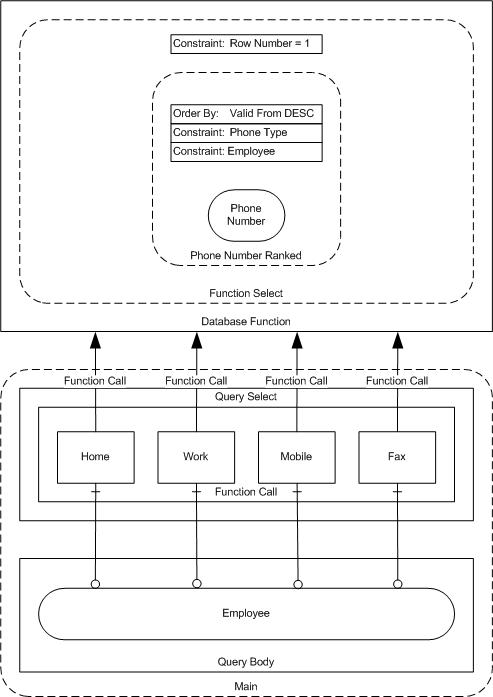 Constraint: Row Number = 1
Order By: Valid From DESC
Constraint: Phone Type
Constraint: Employee
Phone
Number
Phone Number Ranked
Function Select
Database Function
Function Call Function Call Function Call Function Call
Query Select
Home Work Mobile Fax
Function Call
Employee
Query Body
Main